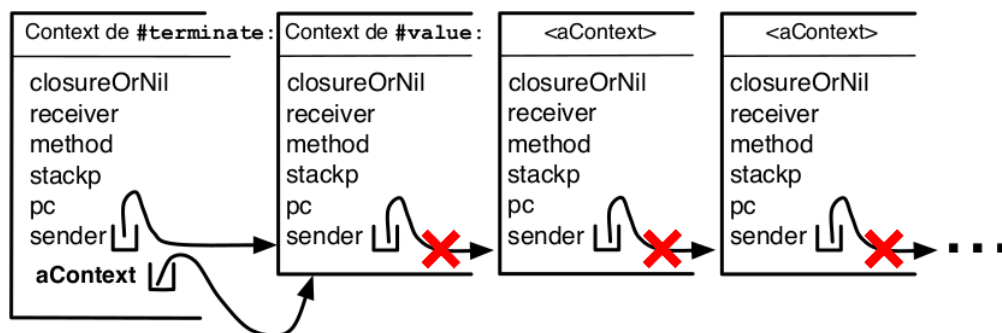 Context de #terminate:
closureOrNil
receiver
method
stackp
pc
sender
aContext
Context de #value:
closureOrNil
receiver
method
stackp
pc
sender
<aContext>
closureOrNil
receiver
method
stackp
pc
sender
<aContext>
closureOrNil
receiver
method
stackp
pc
sender
...